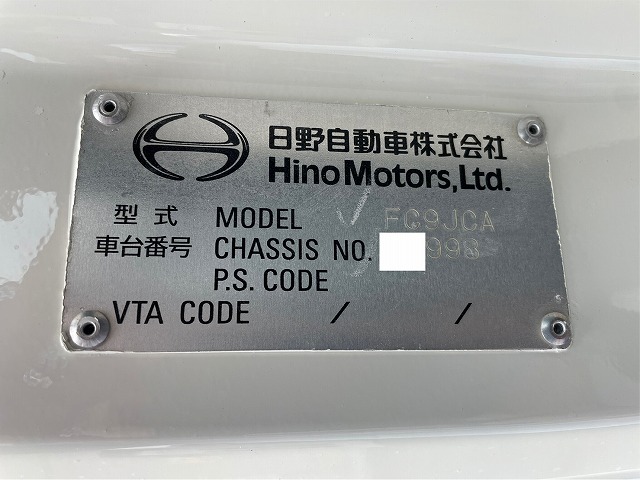 日野自動車株式会社
Hino Motors, Ltd.
型式 MODEL FC9JCA
車台番号 CHASSIS NO. 998
P.S. CODE
VTA CODE / /